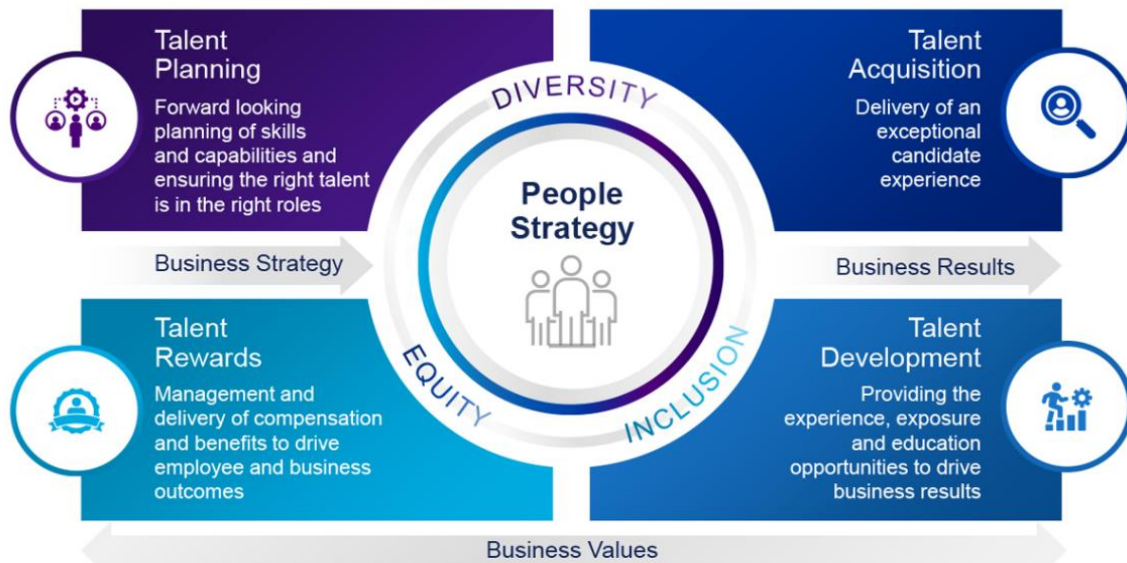 Talent
Planning
Forward looking
planning of skills
and capabilities and
ensuring the right talent
is in the right roles
Talent
Acquisition
Delivery of an
exceptional
candidate
experience
DIVERSITY
People
Strategy
EQUITY
INCLUSION
Business Strategy
Business Results
Talent
Rewards
Management and
delivery of compensation
and benefits to drive
employee and business
outcomes
Talent
Development
Providing the
experience, exposure
and education
opportunities to drive
business results
Business Values